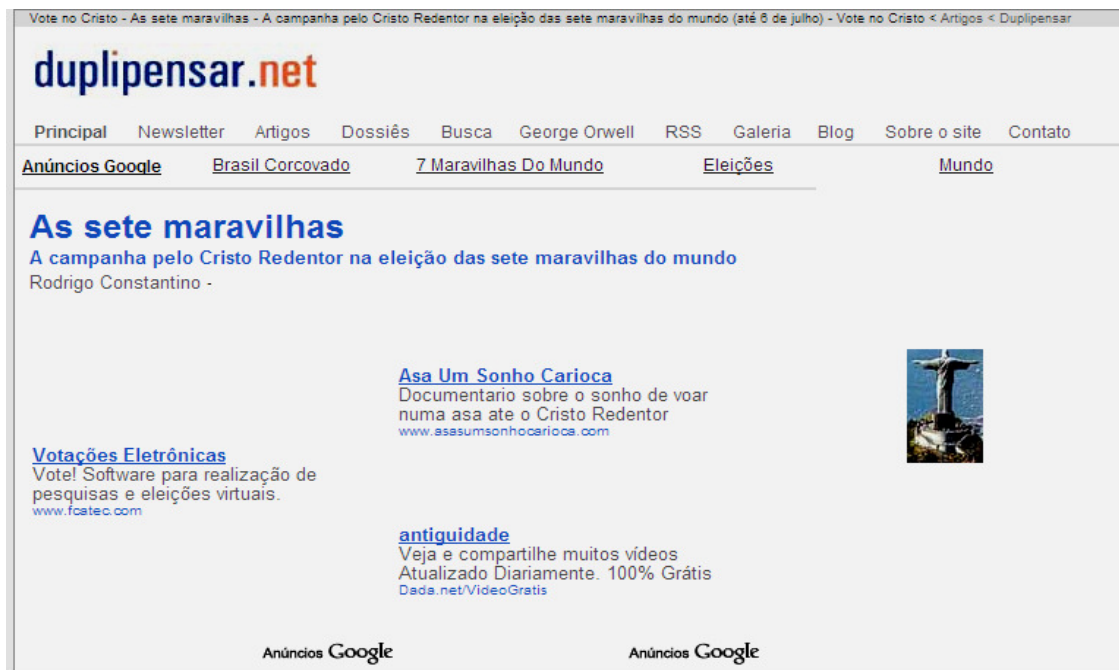 Vote no Cristo - As sete maravilhas - A campanha pelo Cristo Redentor na eleição das sete maravilhas do mundo (até 6 de julho) - Vote no Cristo < Artigos < Duplipensar
duplipensar.net
Principal Newsletter Artigos Dossiês Busca George Orwell RSS Galeria Blog Sobre o site Contato
Anúncios Google Brasil Corcovado 7 Maravilhas Do Mundo Eleições Mundo
As sete maravilhas
A campanha pelo Cristo Redentor na eleição das sete maravilhas do mundo
Rodrigo Constantino -
Votações Eletrônicas
Vote! Software para realização de
pesquisas e eleições virtuais.
www.fcatec.com
Asa Um Sonho Carioca
Documentario sobre o sonho de voar
numa asa ate o Cristo Redentor
www.asasumsonhocarioca.com
antiguidade
Veja e compartilhe muitos vídeos
Atualizado Diariamente. 100% Grátis
Dada.net/VideoGratis
Anúncios Google
Anúncios Google